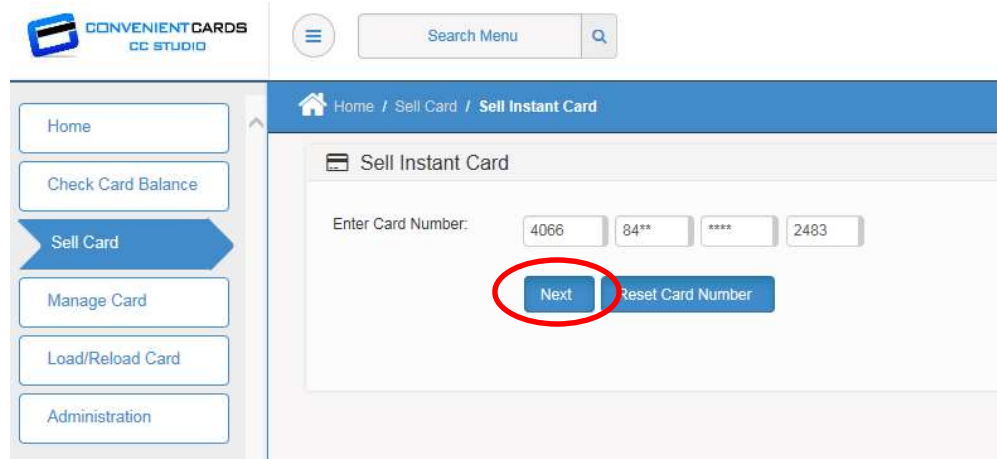 CONVENIENTCARDS
CC STUDIO
Search Menu
Home / Sell Card / Sell Instant Card
Home
Check Card Balance
Sell Card
Manage Card
Load/Reload Card
Administration
Sell Instant Card
Enter Card Number: 4066 84** **** 2483
Next Reset Card Number